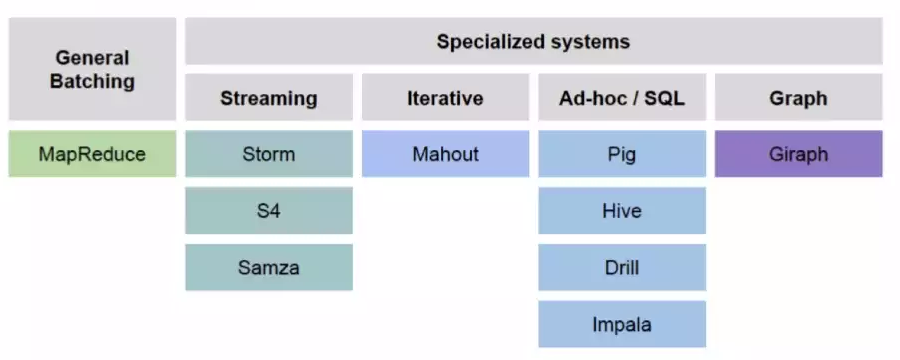 General
Batching
Specialized systems
Streaming
Iterative
Ad-hoc / SQL
Graph
MapReduce
Storm
Mahout
Pig
Giraph
S4
Hive
Samza
Drill
Impala